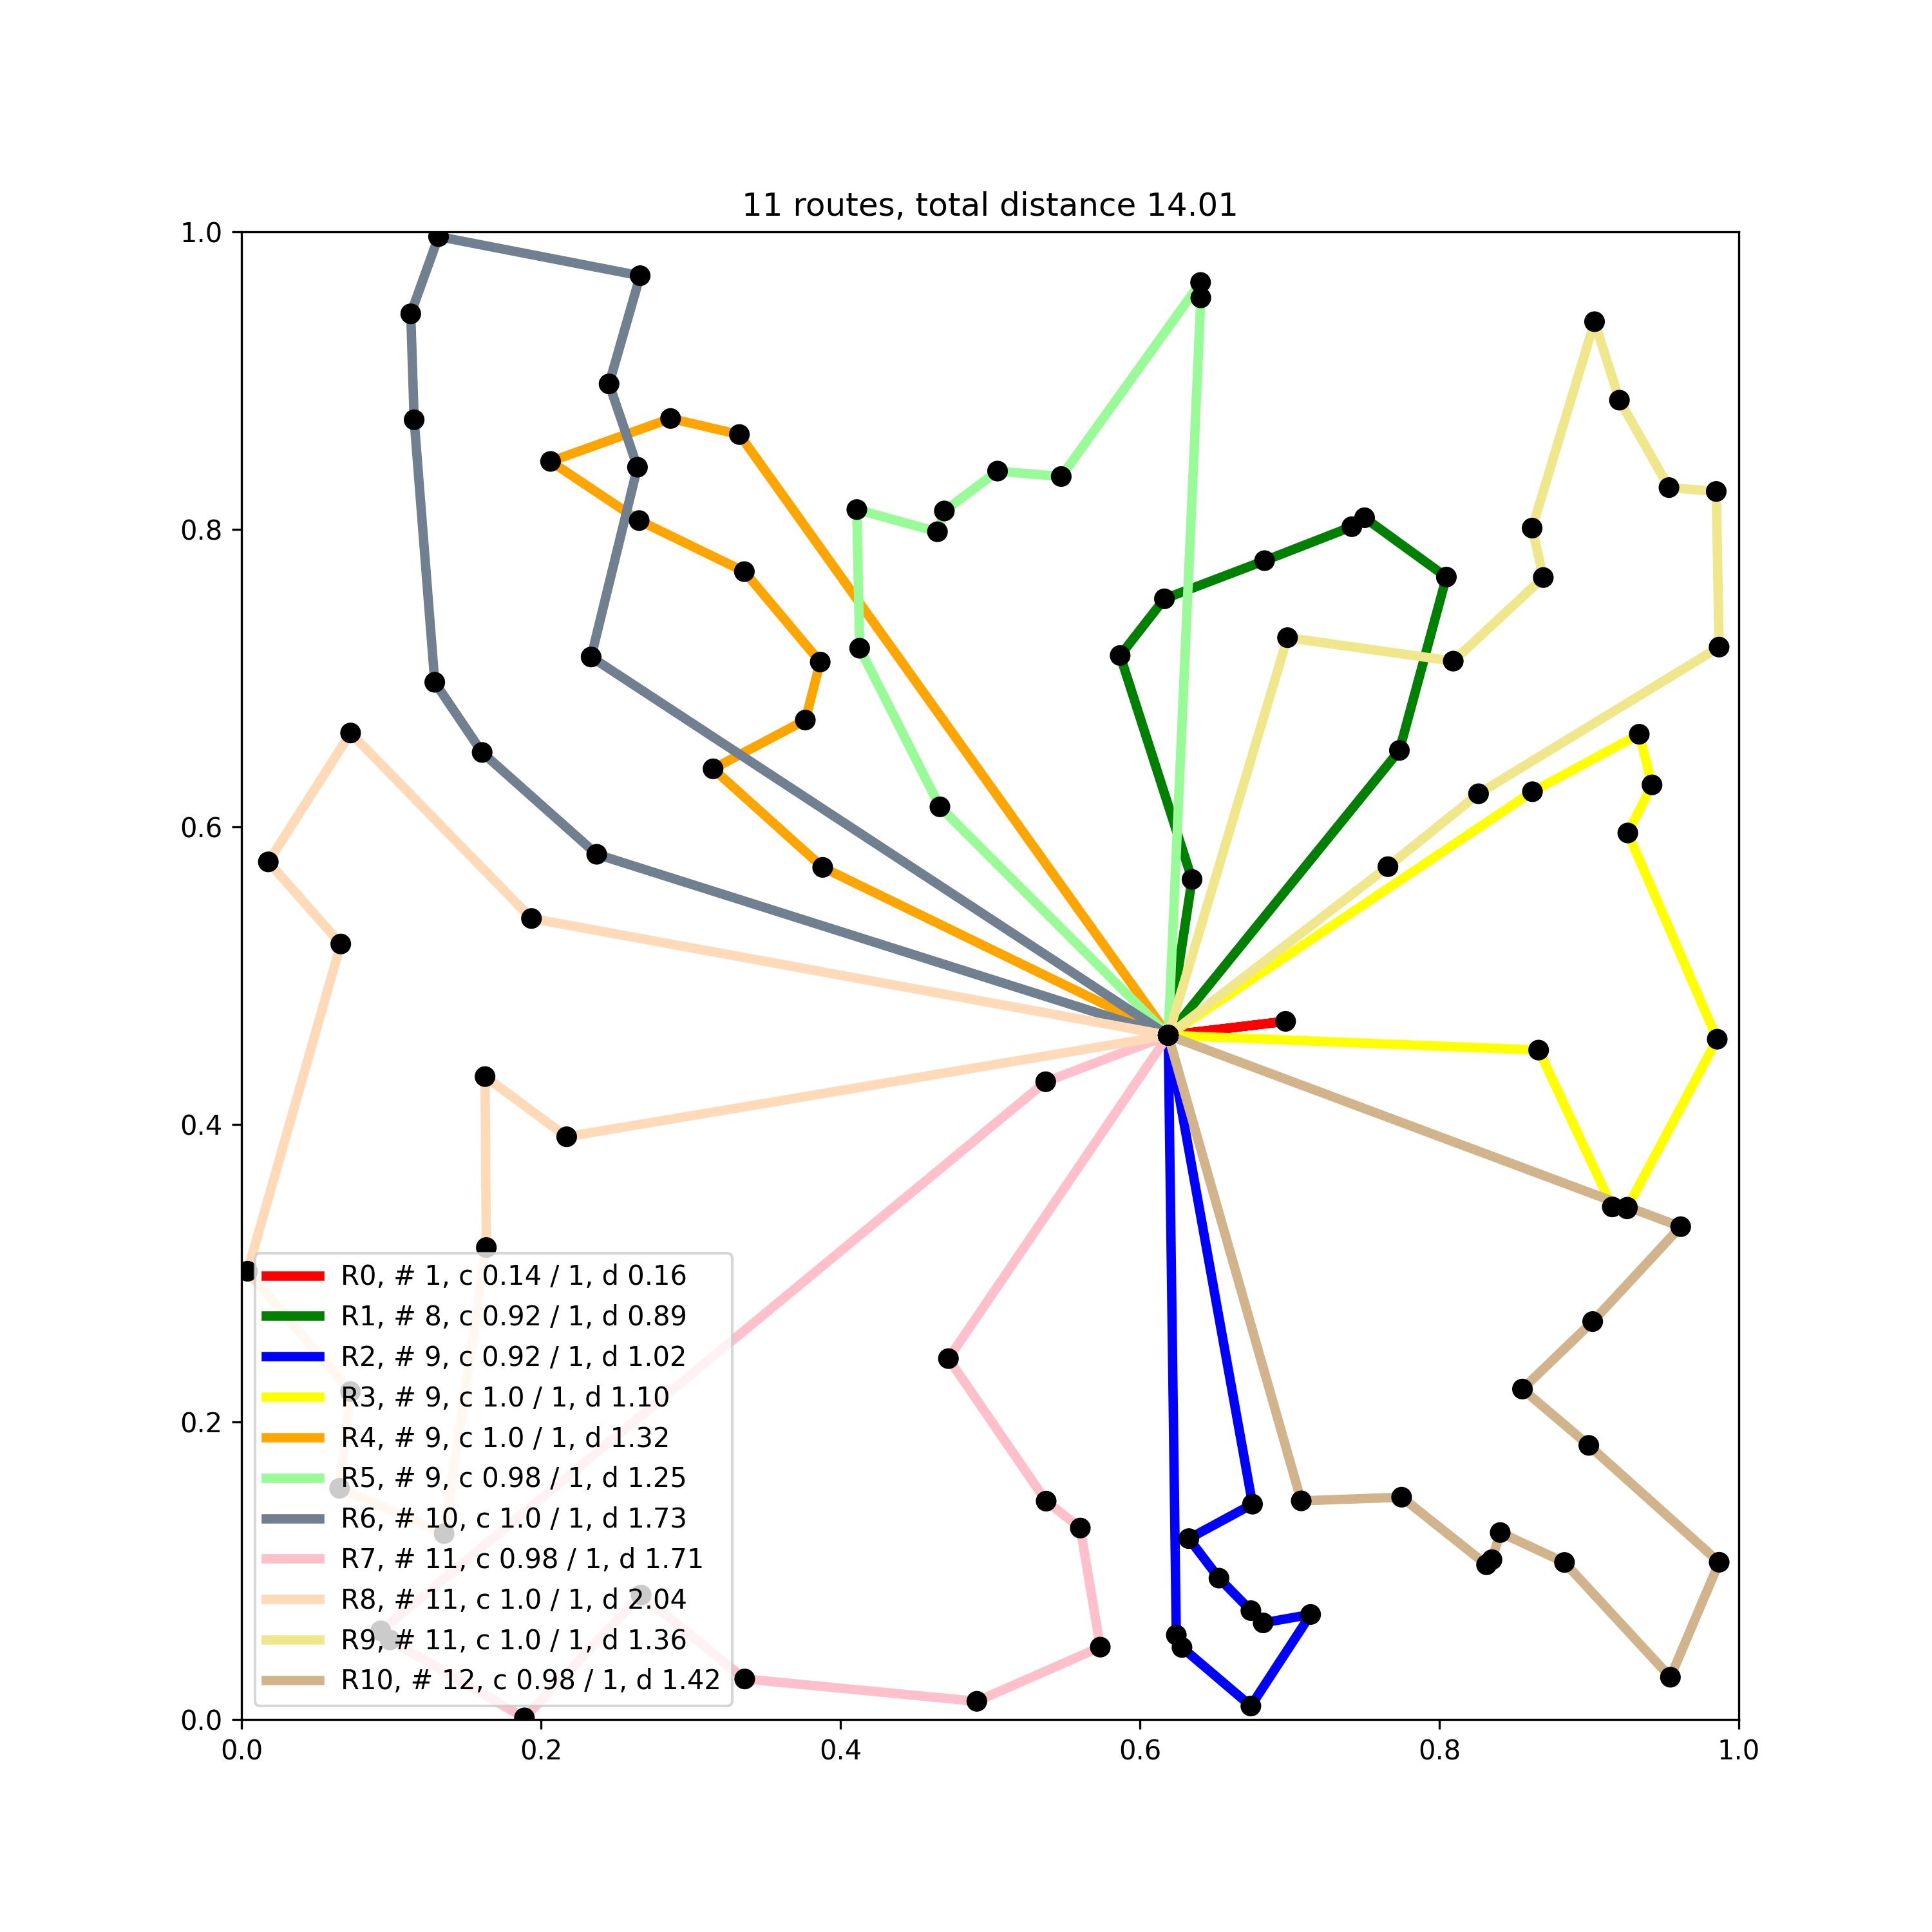 11 routes, total distance 14.01
1.0
0.8
0.6
0.4
0.2
0.0
R0, # 1, c 0.14 / 1, d 0.16
R1, # 8, c 0.92 / 1, d 0.89
R2, # 9, c 0.92 / 1, d 1.02
R3, # 9, c 1.0 / 1, d 1.10
R4, # 9, c 1.0 / 1, d 1.32
R5, # 9, c 0.98 / 1, d 1.25
R6, # 10, c 1.0 / 1, d 1.73
R7, # 11, c 0.98 / 1, d 1.71
R8, # 11, c 1.0 / 1, d 2.04
R9, # 11, c 1.0 / 1, d 1.36
R10, # 12, c 0.98 / 1, d 1.42
0.0 0.2 0.4 0.6 0.8 1.0